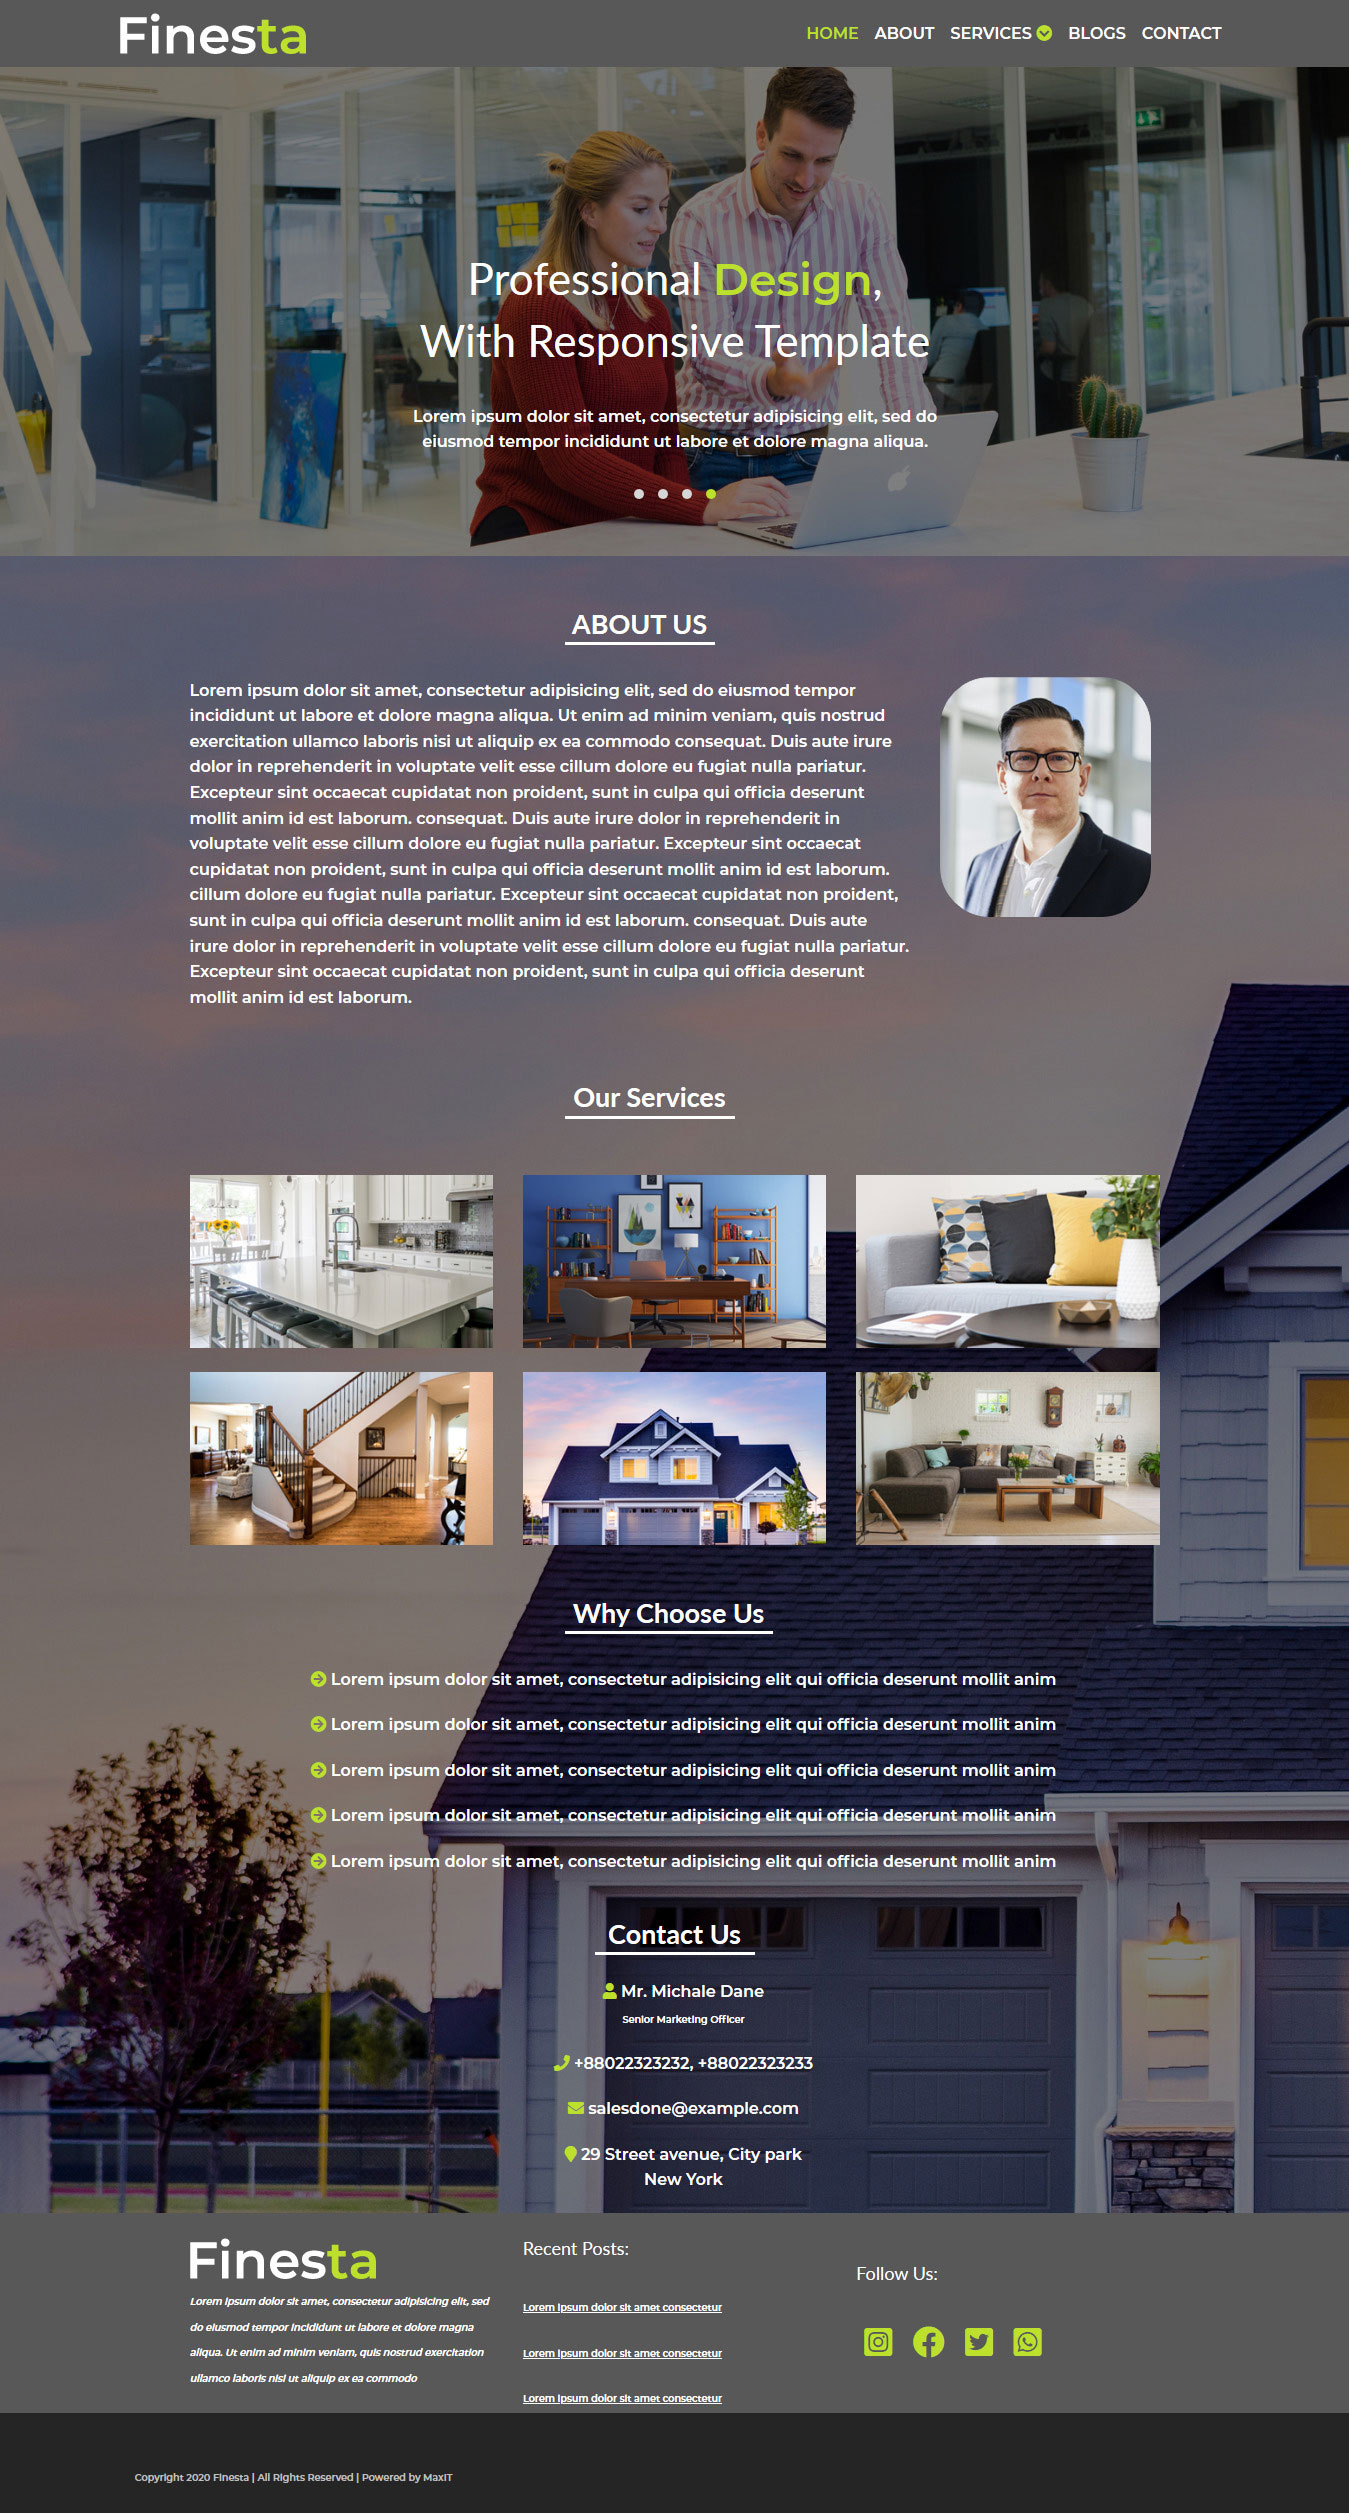 Finesta
HOME ABOUT SERVICES BLOGS CONTACT
Professional Design,
With Responsive Template
Lorem ipsum dolor sit amet, consectetur adipisicing elit, sed do
eiusmod tempor incididunt ut labore et dolore magna aliqua.
ABOUT US
Lorem ipsum dolor sit amet, consectetur adipisicing elit, sed do eiusmod tempor
incididunt ut labore et dolore magna aliqua. Ut enim ad minim veniam, quis nostrud
exercitation ullamco laboris nisi ut aliquip ex ea commodo consequat. Duis aute irure
dolor in reprehenderit in voluptate velit esse cillum dolore eu fugiat nulla pariatur.
Excepteur sint occaecat cupidatat non proident, sunt in culpa qui officia deserunt
mollit anim id est laborum. consequat. Duis aute irure dolor in reprehenderit in
voluptate velit esse cillum dolore eu fugiat nulla pariatur. Excepteur sint occaecat
cupidatat non proident, sunt in culpa qui officia deserunt mollit anim id est laborum.
cillum dolore eu fugiat nulla pariatur. Excepteur sint occaecat cupidatat non proident,
sunt in culpa qui officia deserunt mollit anim id est laborum. consequat. Duis aute
irure dolor in reprehenderit in voluptate velit esse cillum dolore eu fugiat nulla pariatur.
Excepteur sint occaecat cupidatat non proident, sunt in culpa qui officia deserunt
mollit anim id est laborum.
Our Services
Why Choose Us
Lorem ipsum dolor sit amet, consectetur adipisicing elit qui officia deserunt mollit anim
Lorem ipsum dolor sit amet, consectetur adipisicing elit qui officia deserunt mollit anim
Lorem ipsum dolor sit amet, consectetur adipisicing elit qui officia deserunt mollit anim
Lorem ipsum dolor sit amet, consectetur adipisicing elit qui officia deserunt mollit anim
Lorem ipsum dolor sit amet, consectetur adipisicing elit qui officia deserunt mollit anim
Contact Us
Mr. Michale Dane
Senior Marketing Officer
+88022323232, +88022323233
salesdone@example.com
29 Street avenue, City park
New York
Finesta
Lorem ipsum dolor sit amet, consectetur adipisicing elit, sed
do eiusmod tempor incididunt ut labore et dolore magna
aliqua. Ut enim ad minim veniam, quis nostrud exercitation
ullamco laboris nisi ut aliquip ex ea commodo
Recent Posts:
Lorem ipsum dolor sit amet consectetur
Lorem ipsum dolor sit amet consectetur
Lorem ipsum dolor sit amet consectetur
Follow Us:
Copyright 2020 Finesta | All Rights Reserved | Powered by MaxIT